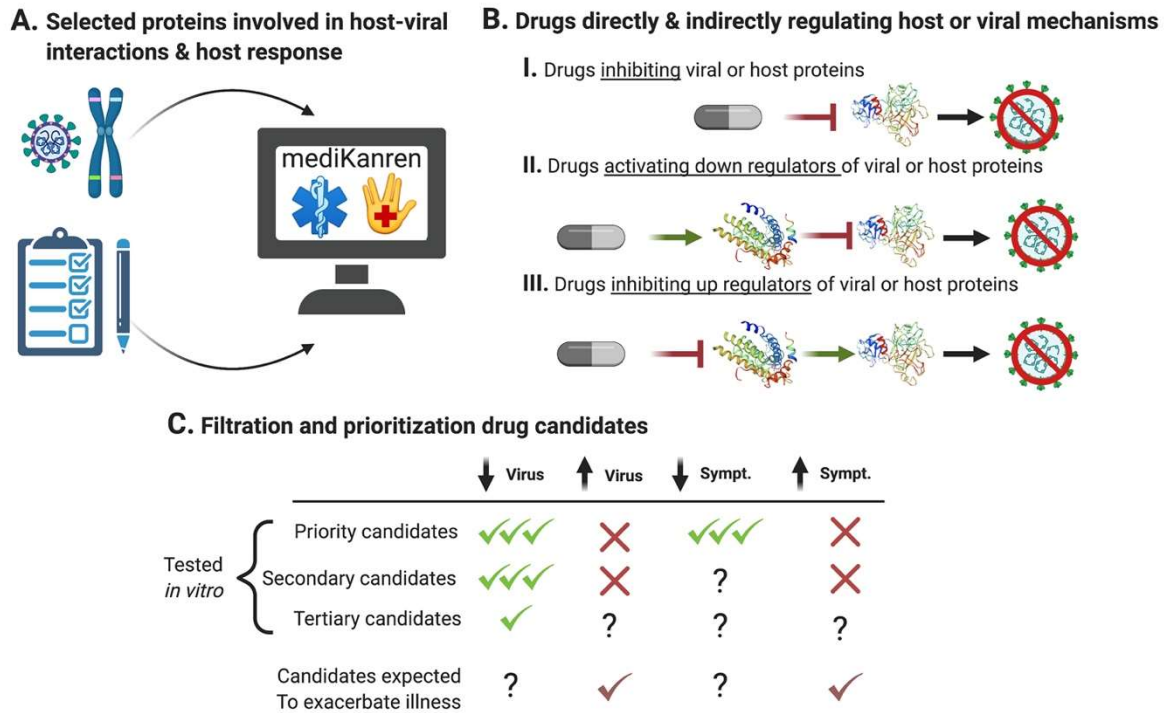 A. Selected proteins involved in host-viral
interactions & host response
mediKanren
B. Drugs directly & indirectly regulating host or viral mechanisms
I. Drugs inhibiting viral or host proteins
II. Drugs activating down regulators of viral or host proteins
III. Drugs inhibiting up regulators of viral or host proteins
C. Filtration and prioritization drug candidates
Virus Virus Sympt. Sympt.
Tested
in vitro
Priority candidates
Secondary candidates ?
Tertiary candidates ? ? ?
Candidates expected
To exacerbate illness
? ?